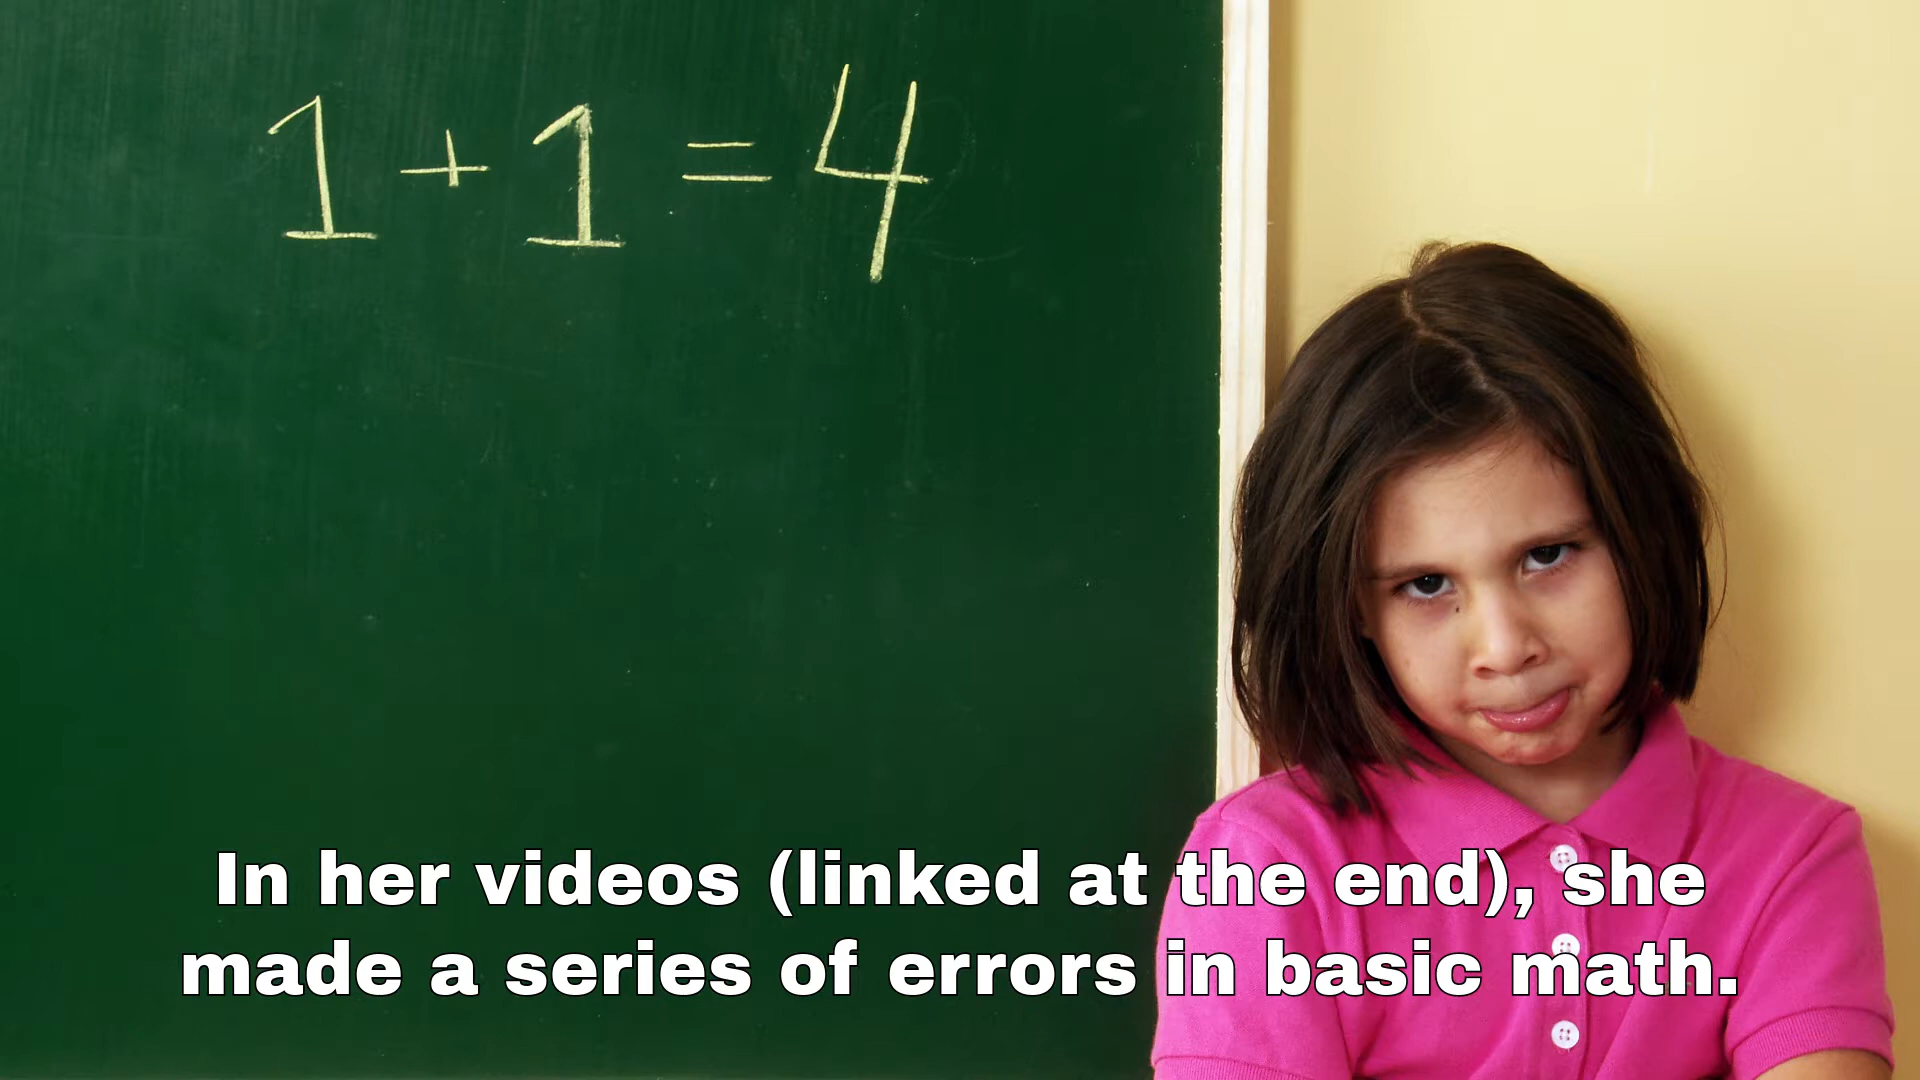 1 + 1 = 4
In her videos (linked at the end), she
made a series of errors in basic math.